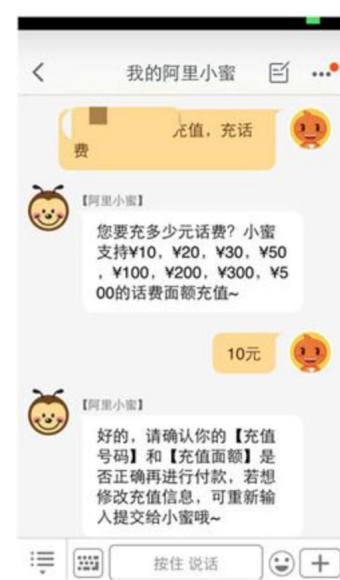 我的阿里小蜜
充值，充话
费
【阿里小蜜】
您要充多少元话费？小蜜
支持¥10，¥20，¥30，¥50
，¥100，¥200，¥300，¥5
00的话费面额充值~
10元
【阿里小蜜】
好的，请确认你的【充值
号码】和【充值面额】是
否正确再进行付款，若想
修改充值信息，可重新输
入提交给小蜜哦~
按住 说话